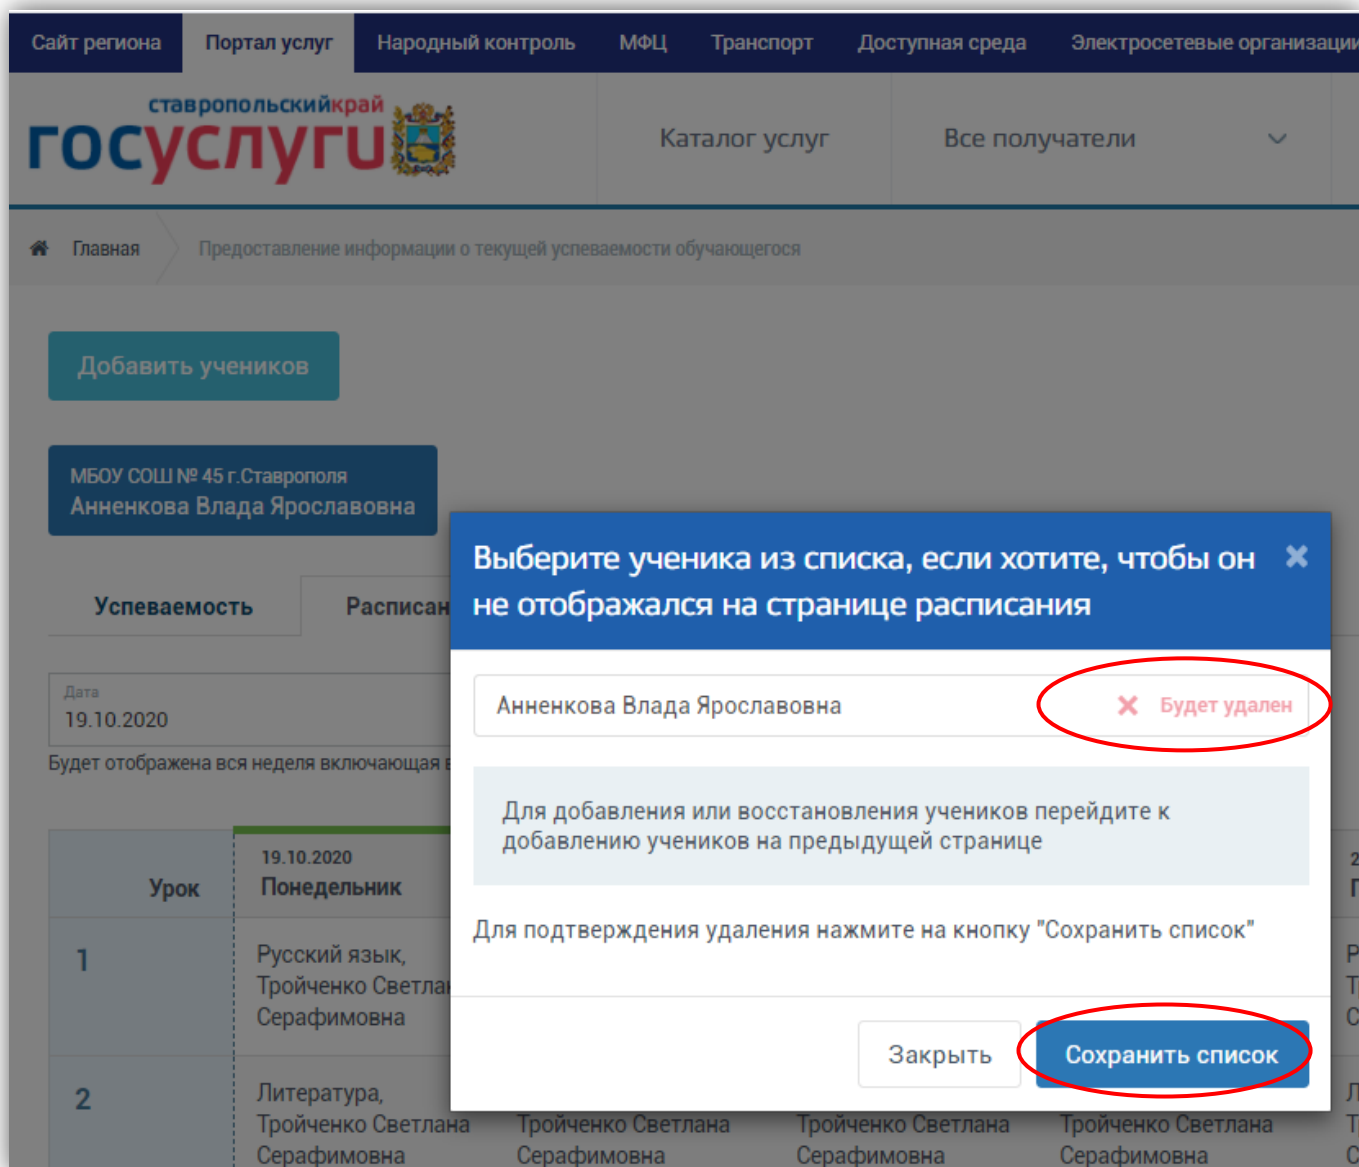 Сайт региона Портал услуг Народный контроль МФЦ Транспорт Доступная среда Электросетевые организации
ставропольскийкрай
госуслуги
Каталог услуг Все получатели
Главная Предоставление информации о текущей успеваемости обучающегося
Добавить учеников
МБОУ СОШ № 45 г.Ставрополя
Анненкова Влада Ярославовна
Успеваемость Расписан
Дата
19.10.2020
Будет отображена вся неделя включающая в
Выберите ученика из списка, если хотите, чтобы он
не отображался на странице расписания
Анненкова Влада Ярославовна Будет удален
Для добавления или восстановления учеников перейдите к
добавлению учеников на предыдущей странице
Для подтверждения удаления нажмите на кнопку "Сохранить список"
Закрыть Сохранить список
Урок
19.10.2020
Понедельник
1
Русский язык,
Тройченко Светлан
Серафимовна
2
Литература,
Тройченко Светлана Тройченко Светлана Тройченко Светлана Тройченко Светлана
Серафимовна Серафимовна Серафимовна Серафимовна